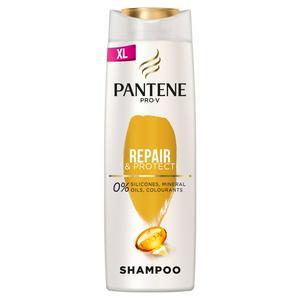 XL
PANTENE
PRO-V
REPAIR
& PROTECT
0% SILICONES, MINERAL
OILS, COLOURANTS
SHAMPOO